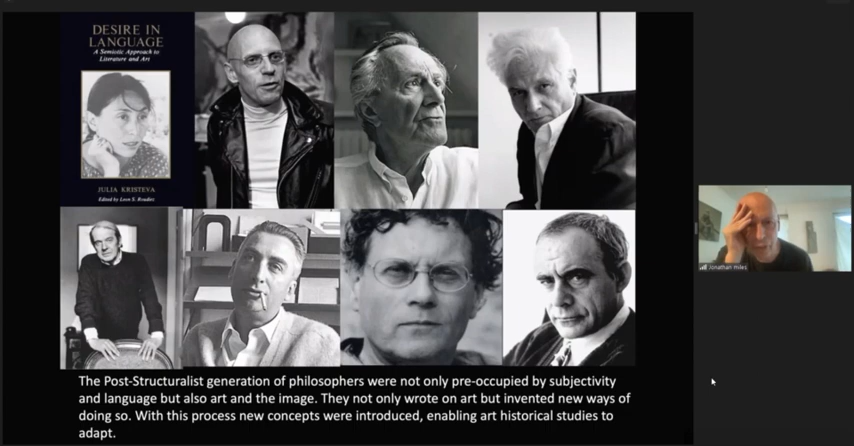 DESIRE IN
LANGUAGE
A Semiotic Approach to
Literature and Art
JULIA KRISTEVA
Edited by Leon S. Roudiez
Jonathan miles
The Post-Structuralist generation of philosophers were not only pre-occupied by subjectivity
and language but also art and the image. They not only wrote on art but invented new ways of
doing so. With this process new concepts were introduced, enabling art historical studies to
adapt.